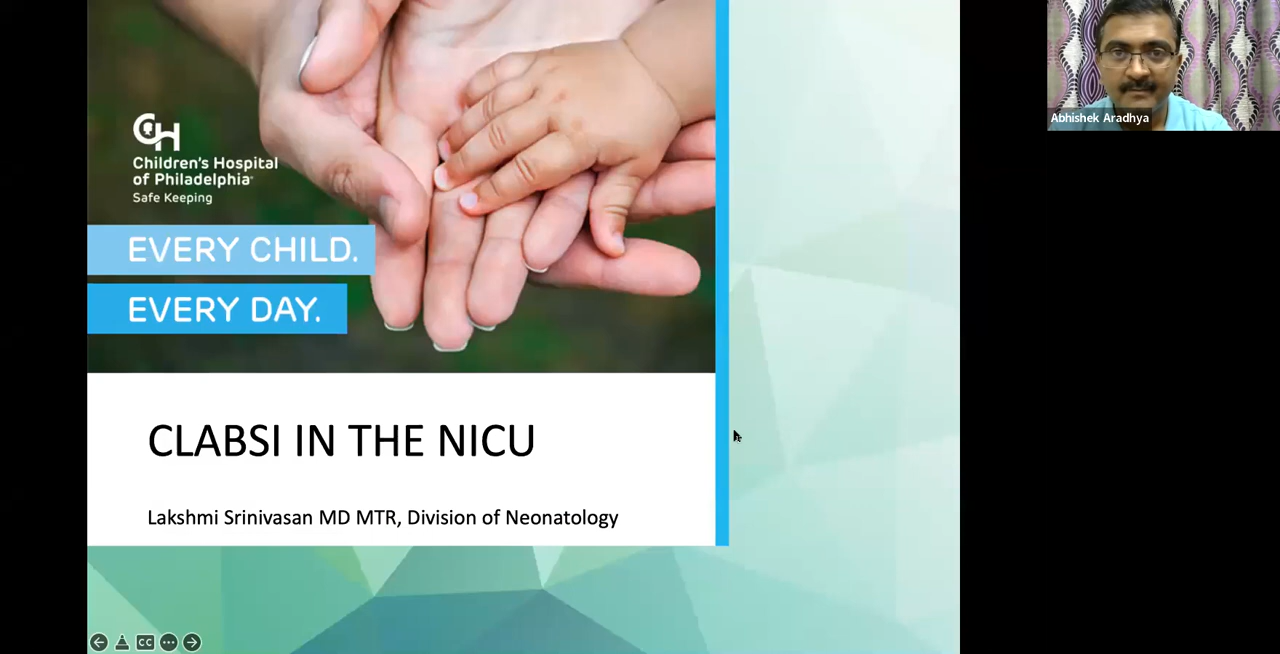 CH
Children's Hospital
of Philadelphia
Safe Keeping
EVERY CHILD.
EVERY DAY.
CLABSI IN THE NICU
Lakshmi Srinivasan MD MTR, Division of Neonatology
Abhishek Aradhya
CC